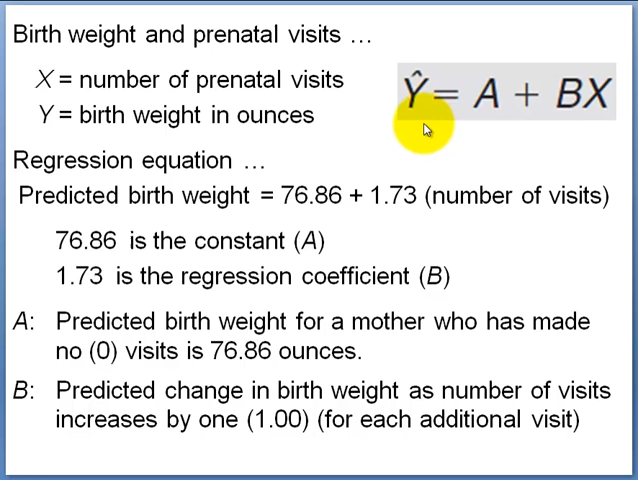 Birth weight and prenatal visits …
X = number of prenatal visits
Y = birth weight in ounces
Ŷ = A + BX
Regression equation …
Predicted birth weight = 76.86 + 1.73 (number of visits)
76.86 is the constant (A)
1.73 is the regression coefficient (B)
A: Predicted birth weight for a mother who has made
no (0) visits is 76.86 ounces.
B: Predicted change in birth weight as number of visits
increases by one (1.00) (for each additional visit)